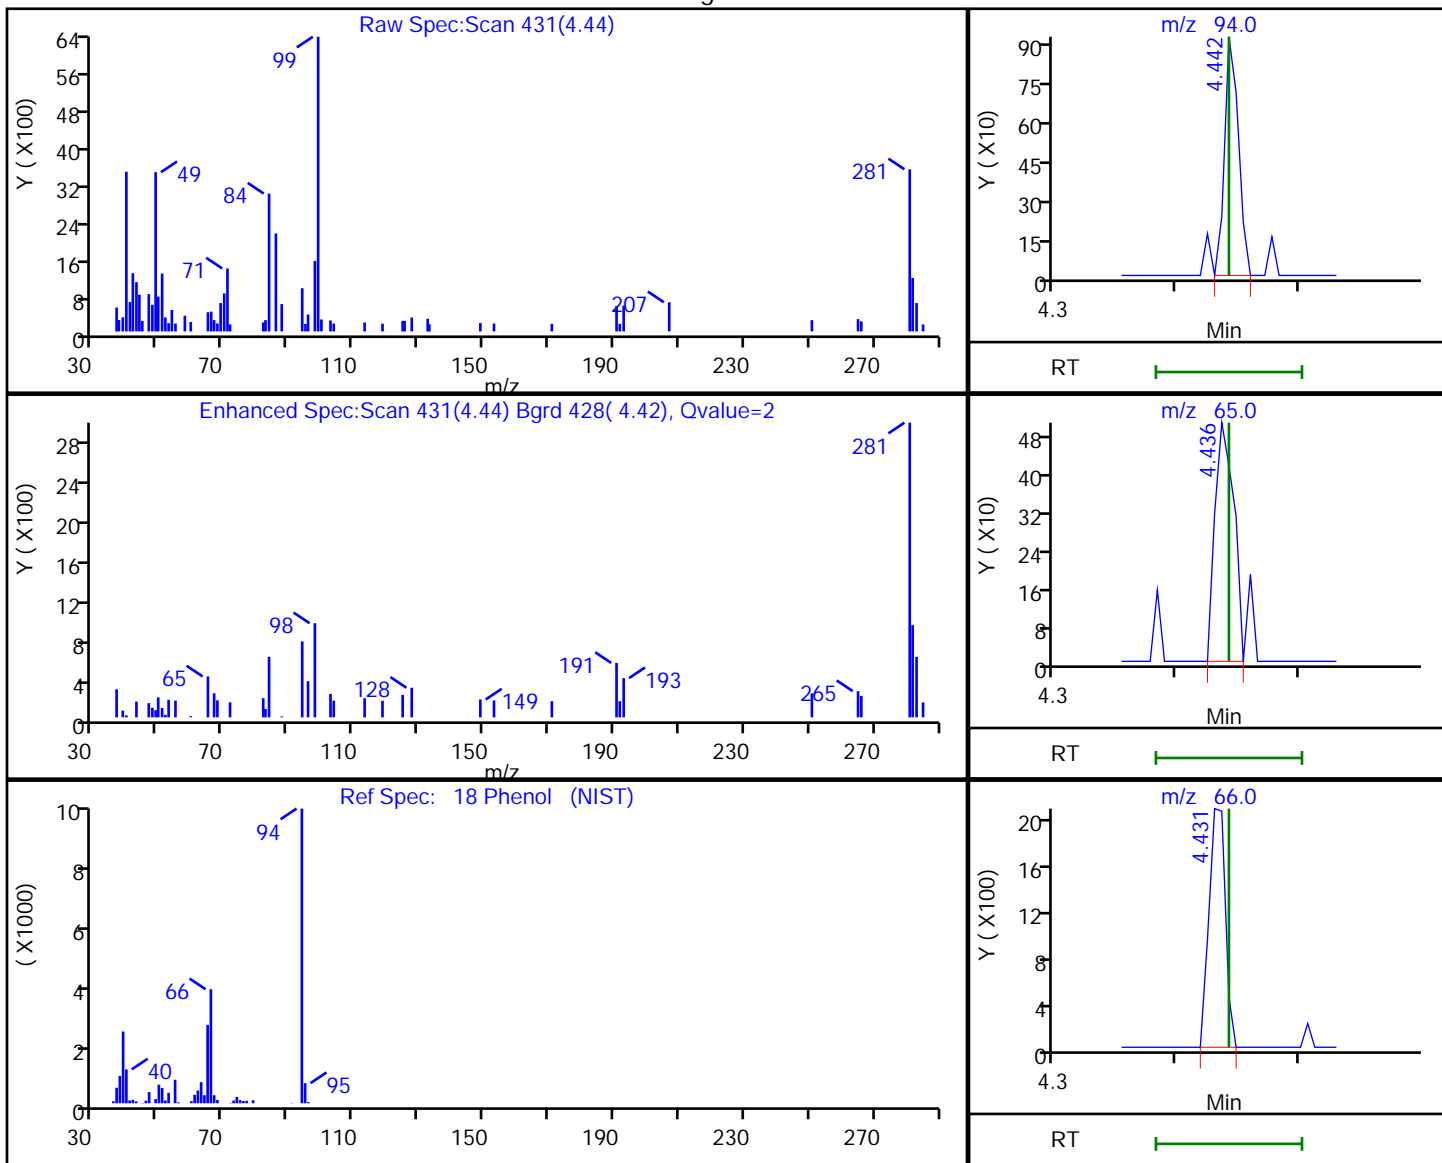 Raw Spec:Scan 431(4.44)
Y ( X100)
64
56
48
40
32
24
16
8
0
99
49
84
71
207
281
30 70 110 150 190 230 270
m/z
m/z 94.0
Y ( X10)
90
75
60
45
30
15
0
4.442
4.3
Min
RT
Enhanced Spec:Scan 431(4.44) Bgrd 428( 4.42), Qvalue=2
Y ( X100)
28
24
20
16
12
8
4
0
65
98
128
149
191
193
265
281
30 70 110 150 190 230 270
m/z
m/z 65.0
Y ( X10)
48
40
32
24
16
8
0
4.436
4.3
Min
RT
Ref Spec: 18 Phenol (NIST)
( X1000)
10
8
6
4
2
0
94
66
40
95
30 70 110 150 190 230 270
m/z 66.0
Y ( X100)
20
16
12
8
4
0
4.431
4.3
Min
RT